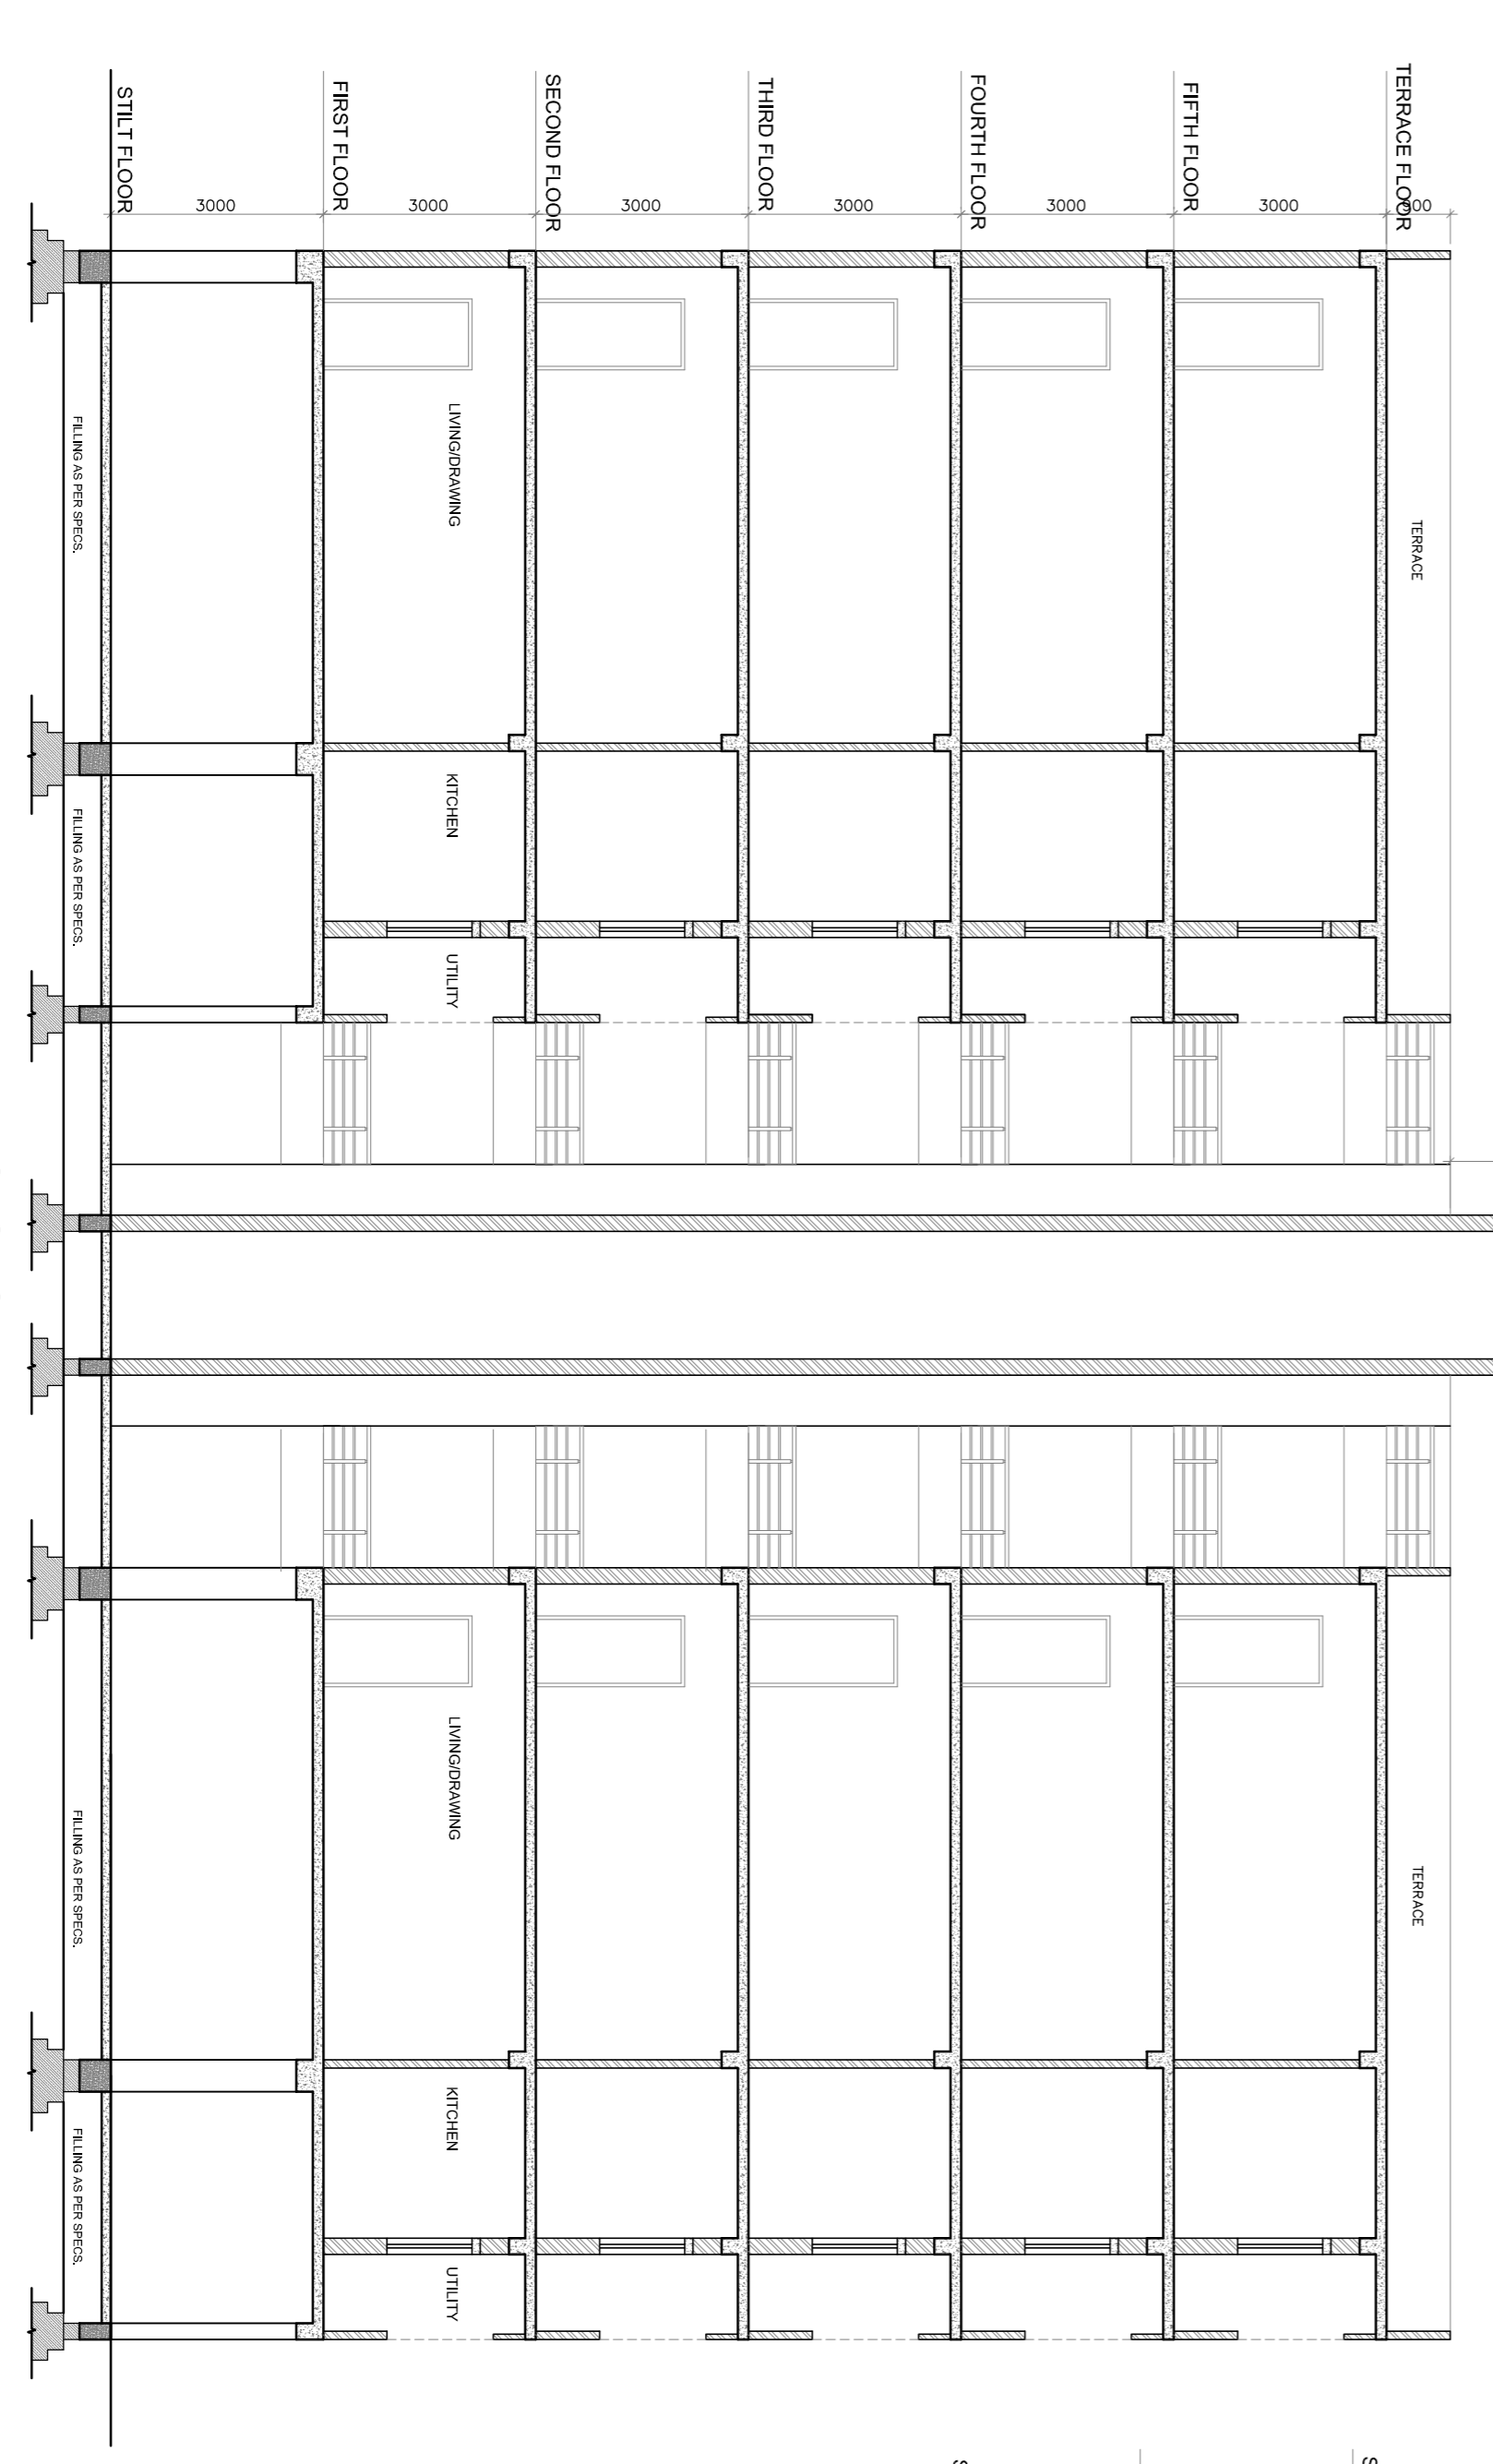 TERRACE FLOOR
FIFTH FLOOR
FOURTH FLOOR
THIRD FLOOR
SECOND FLOOR
FIRST FLOOR
STILT FLOOR
900
3000
3000
3000
3000
3000
3000
TERRACE
TERRACE
LIVING/DRAWING
KITCHEN
UTILITY
LIVING/DRAWING
KITCHEN
UTILITY
FILLING AS PER SPECS.
FILLING AS PER SPECS.
FILLING AS PER SPECS.
FILLING AS PER SPECS.